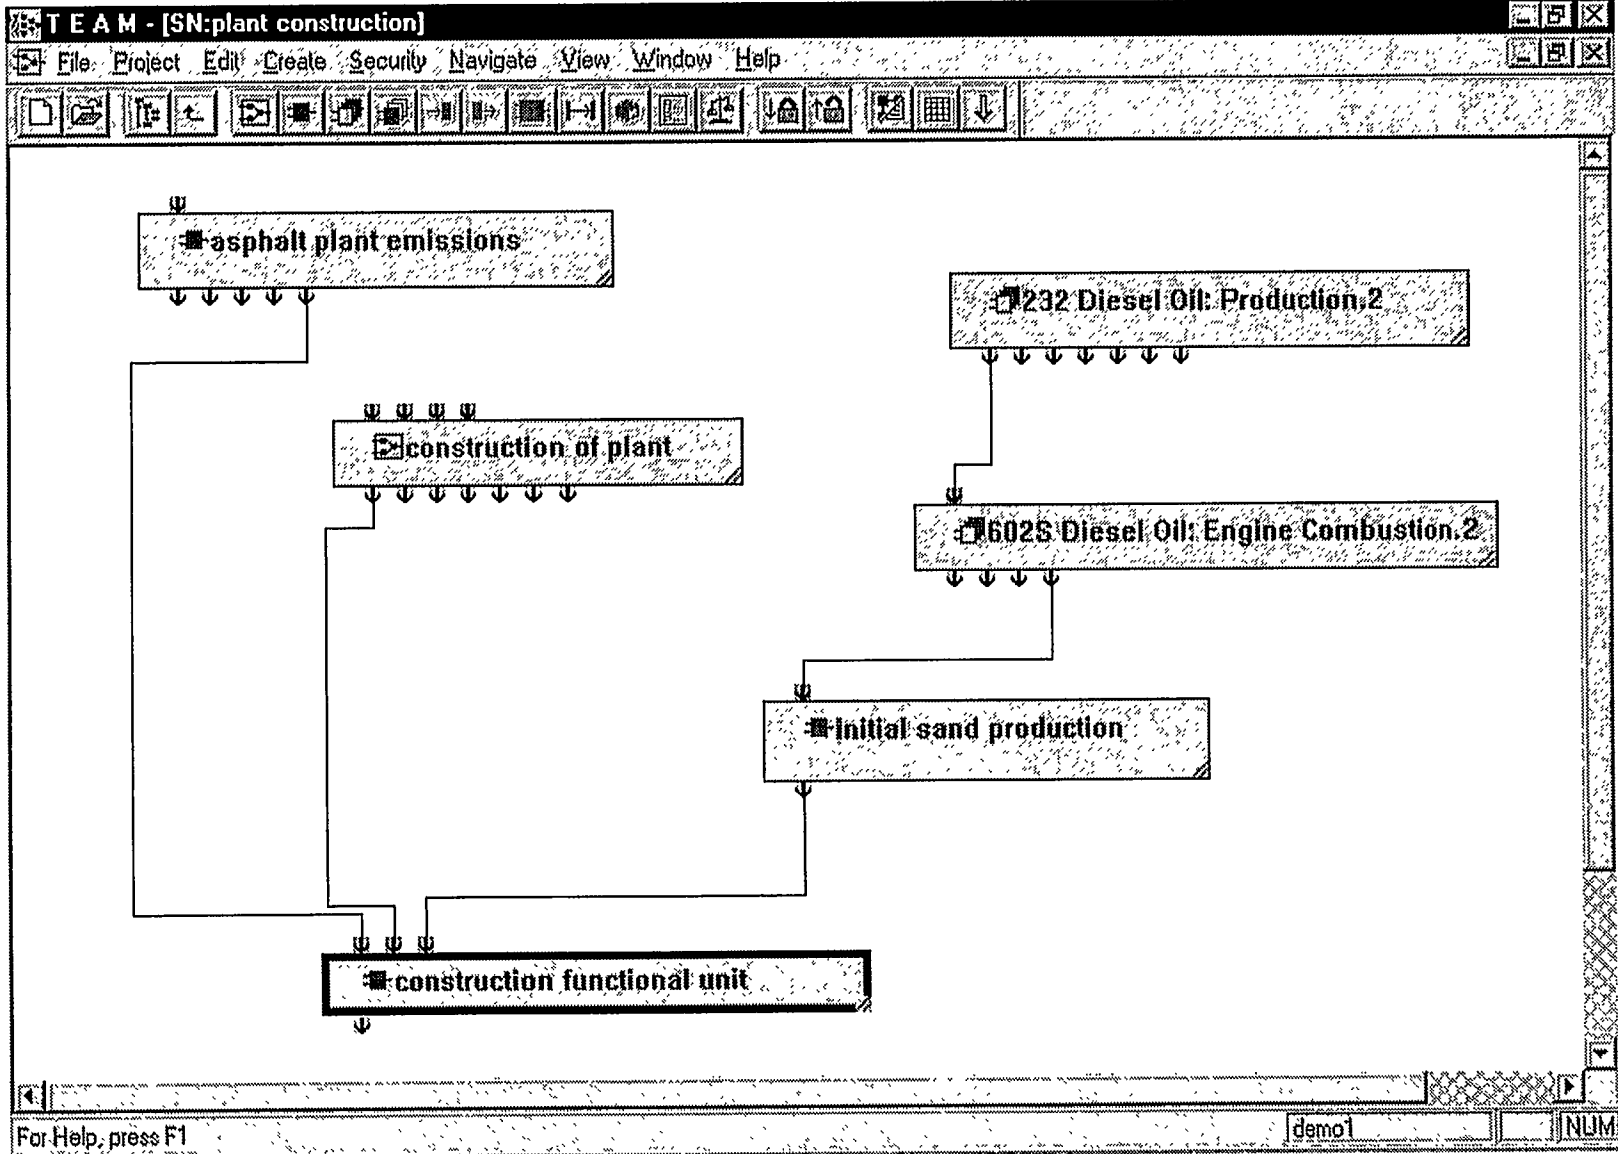 T E A M - [SN:plant construction]
File Project Edit Create Security Navigate View Window Help
asphalt plant emissions
232 Diesel Oil: Production.2
construction of plant
602S Diesel Oil: Engine Combustion.2
initial sand production
construction functional unit
For Help, press F1 demo1 NUM